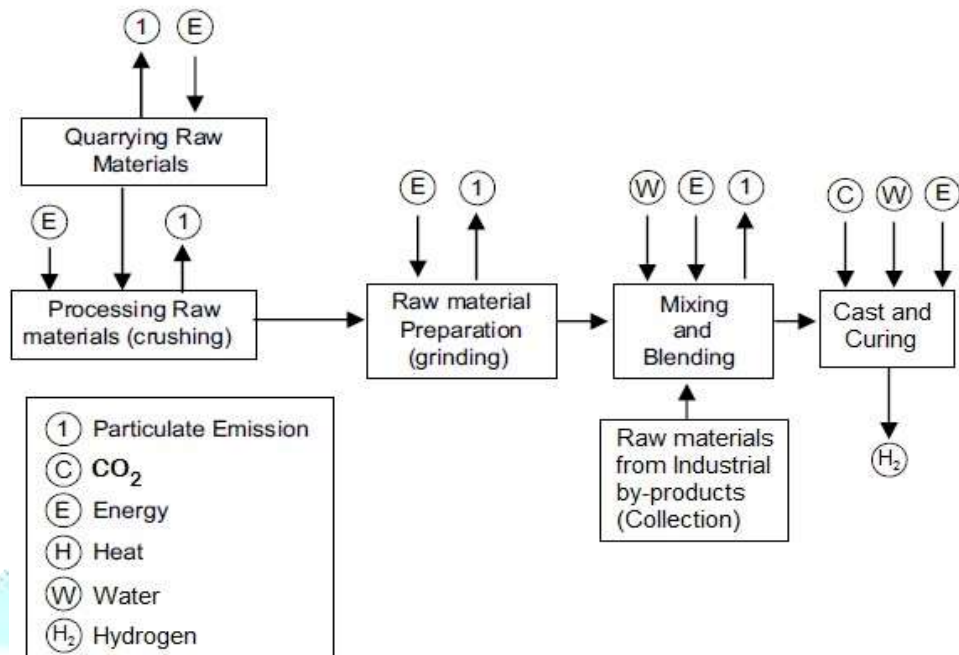 1 E
Quarrying Raw
Materials
E 1
Processing Raw
materials (crushing)
E 1
Raw material
Preparation
(grinding)
W E 1
Mixing
and
Blending
C W E
Cast and
Curing
Raw materials
from Industrial
by-products
(Collection)
H₂
1 Particulate Emission
C CO₂
E Energy
H Heat
W Water
H₂ Hydrogen